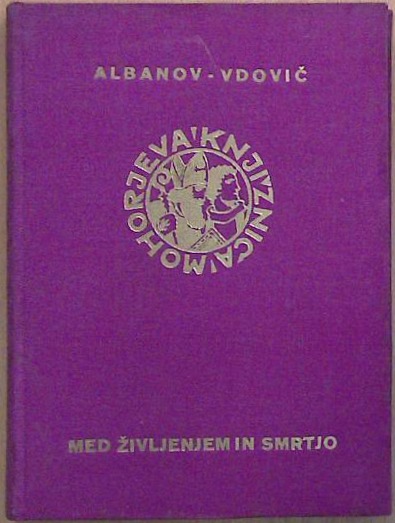 ALBANOV - VDOVIČ
MOHORJEVA KNJIŽNICA
MED ŽIVLJENJEM IN SMRTJO